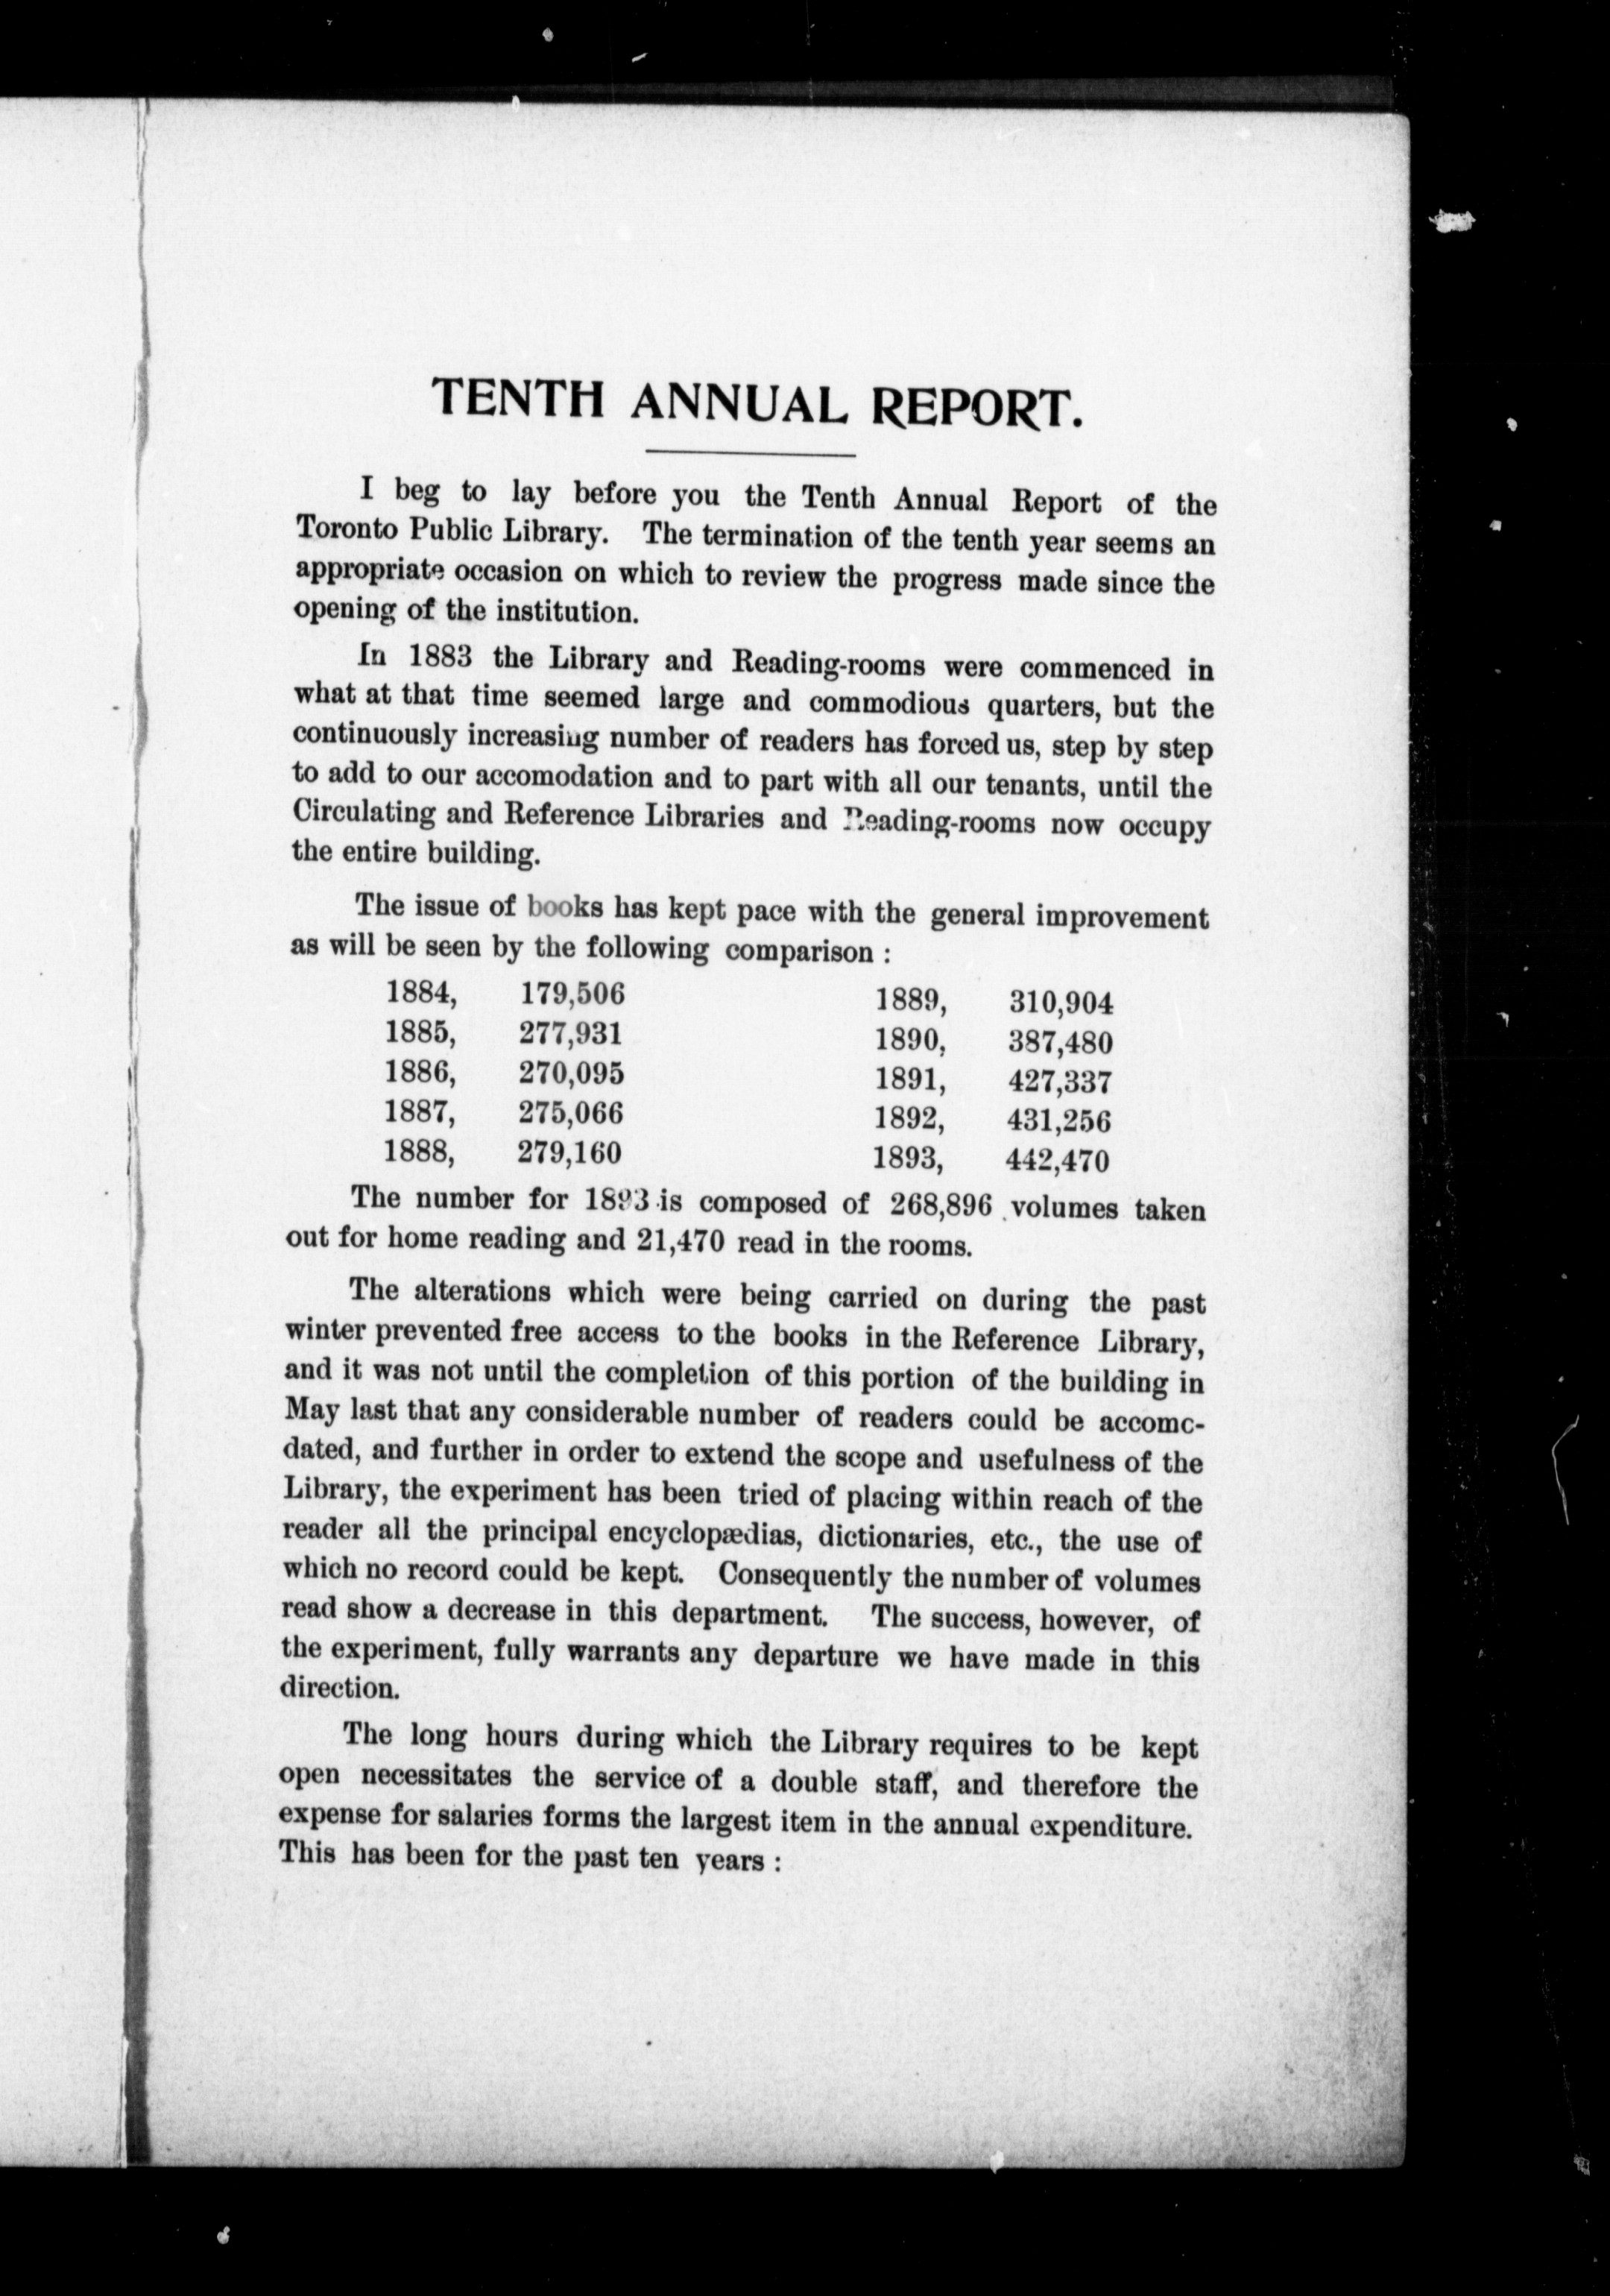 TENTH ANNUAL REPORT.
I beg to lay before you the Tenth Annual Report of the
Toronto Public Library. The termination of the tenth year seems an
appropriate occasion on which to review the progress made since the
opening of the institution.
In 1883 the Library and Reading-rooms were commenced in
what at that time seemed large and commodious quarters, but the
continuously increasing number of readers has forced us, step by step
to add to our accomodation and to part with all our tenants, until the
Circulating and Reference Libraries and Reading-rooms now occupy
the entire building.
The issue of books has kept pace with the general improvement
as will be seen by the following comparison :
1884, 179,506 1889, 310,904
1885, 277,931 1890, 387,480
1886, 270,095 1891, 427,337
1887, 275,066 1892, 431,256
1888, 279,160 1893, 442,470
The number for 1893 is composed of 268,896 volumes taken
out for home reading and 21,470 read in the rooms.
The alterations which were being carried on during the past
winter prevented free access to the books in the Reference Library,
and it was not until the completion of this portion of the building in
May last that any considerable number of readers could be accomo-
dated, and further in order to extend the scope and usefulness of the
Library, the experiment has been tried of placing within reach of the
reader all the principal encyclopædias, dictionaries, etc., the use of
which no record could be kept. Consequently the number of volumes
read show a decrease in this department. The success, however, of
the experiment, fully warrants any departure we have made in this
direction.
The long hours during which the Library requires to be kept
open necessitates the service of a double staff, and therefore the
expense for salaries forms the largest item in the annual expenditure.
This has been for the past ten years :